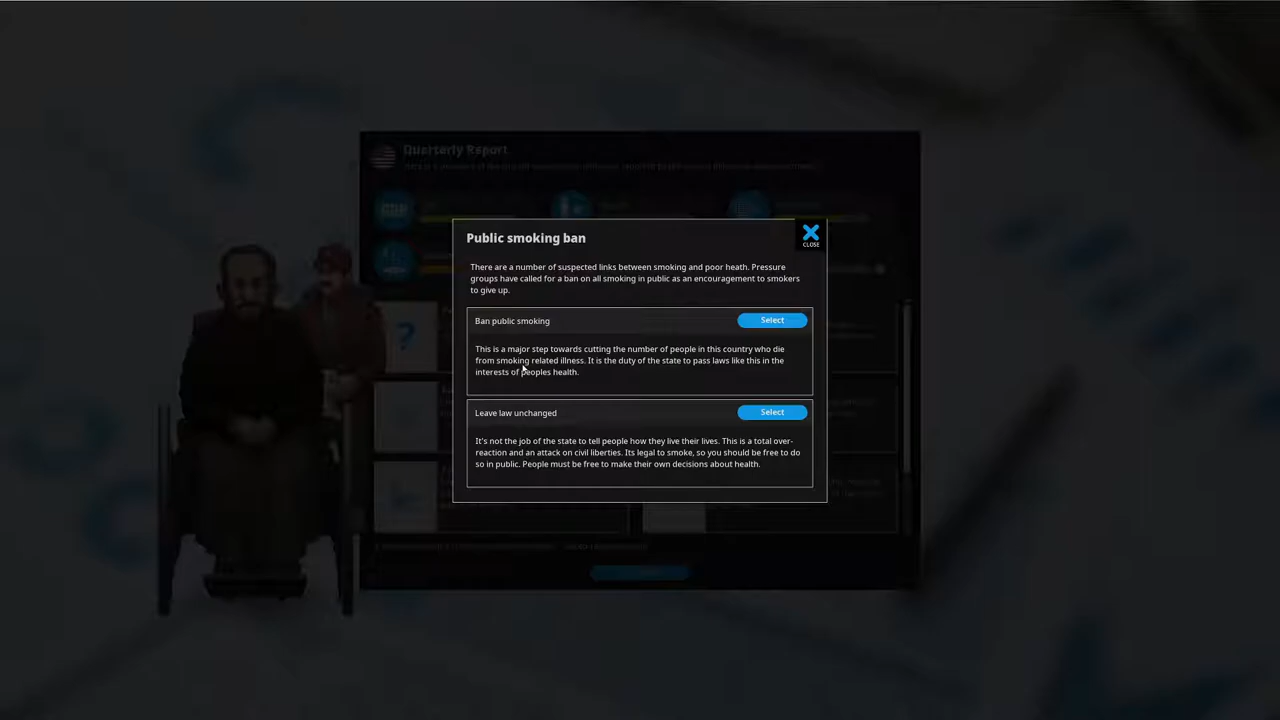 Quarterly Report
Public smoking ban
CLOSE
There are a number of suspected links between smoking and poor heath. Pressure
groups have called for a ban on all smoking in public as an encouragement to smokers
to give up.
Ban public smoking
Select
This is a major step towards cutting the number of people in this country who die
from smoking related illness. It is the duty of the state to pass laws like this in the
interests of peoples health.
Leave law unchanged
Select
It's not the job of the state to tell people how they live their lives. This is a total over-
reaction and an attack on civil liberties. Its legal to smoke, so you should be free to do
so in public. People must be free to make their own decisions about health.